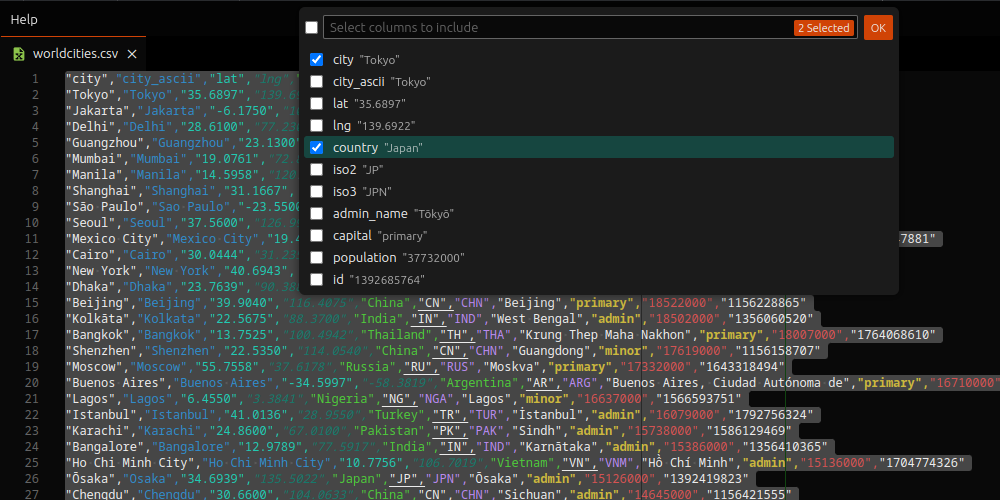 Help
Select columns to include
2 Selected
OK
worldcities.csv
city "Tokyo"
city_ascii "Tokyo"
lat "35.6897"
lng "139.6922"
country "Japan"
iso2 "JP"
iso3 "JPN"
admin_name "Tōkyō"
capital "primary"
population "37732000"
id "1392685764"
1 "city","city_ascii","lat","lng","
2 "Tokyo","Tokyo","35.6897","139.6
3 "Jakarta","Jakarta","-6.1750",
4 "Delhi","Delhi","28.6100","77.23
5 "Guangzhou","Guangzhou","23.1300"
6 "Mumbai","Mumbai","19.0761","72.
7 "Manila","Manila","14.5958","120
8 "Shanghai","Shanghai","31.1667",
9 "São Paulo","Sao Paulo","-23.5500
10 "Seoul","Seoul","37.5600","126.9
11 "Mexico City","Mexico City","19.4 7881"
12 "Cairo","Cairo","30.0444","31.23
13 "New York","New York","40.6943",
14 "Dhaka","Dhaka","23.7639","90.38
15 "Beijing","Beijing","39.9040","116.4075","China","CN","CHN","Beijing","primary","18522000","1156228865"
16 "Kolkāta","Kolkata","22.5675","88.3700","India","IN","IND","West Bengal","admin","18502000","1356060520"
17 "Bangkok","Bangkok","13.7525","100.4942","Thailand","TH","THA","Krung Thep Maha Nakhon","primary","18007000","1764068610"
18 "Shenzhen","Shenzhen","22.5350","114.0540","China","CN","CHN","Guangdong","minor","17619000","1156158707"
19 "Moscow","Moscow","55.7558","37.6178","Russia","RU","RUS","Moskva","primary","17332000","1643318494"
20 "Buenos Aires","Buenos Aires","-34.5997","-58.3819","Argentina","AR","ARG","Buenos Aires, Ciudad Autónoma de","primary","16710000"
21 "Lagos","Lagos","6.4550","3.3841","Nigeria","NG","NGA","Lagos","minor","16637000","1566593751"
22 "Istanbul","Istanbul","41.0136","28.9550","Turkey","TR","TUR","İstanbul","admin","16079000","1792756324"
23 "Karachi","Karachi","24.8600","67.0100","Pakistan","PK","PAK","Sindh","admin","15738000","1586129469"
24 "Bangalore","Bangalore","12.9789","77.5917","India","IN","IND","Karnātaka","admin","15386000","1356410365"
25 "Ho Chi Minh City","Ho Chi Minh City","10.7756","106.7019","Vietnam","VN","VNM","Hồ Chí Minh","admin","15136000","1704774326"
26 "Ōsaka","Osaka","34.6939","135.5022","Japan","JP","JPN","Ōsaka","admin","15126000","1392419823"
"Chengdu","Chengdu","30.6600","104.0633","China","CN","CHN","Sichuan","admin","14645000","1156421555"